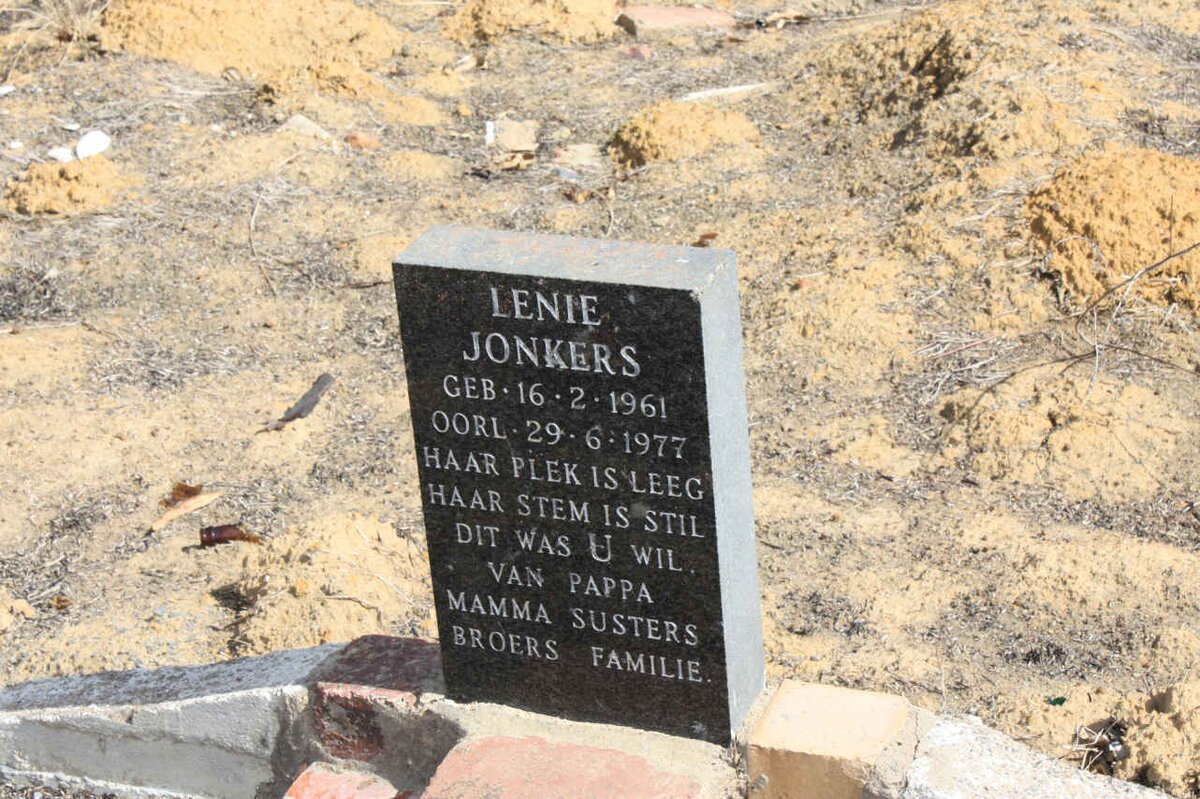 LENIE
JONKERS
GEB · 16 · 2 · 1961
OORL · 29 · 6 · 1977
HAAR PLEK IS LEEG
HAAR STEM IS STIL
DIT WAS U WIL.
VAN PAPPA
MAMMA SUSTERS
BROERS FAMILIE.